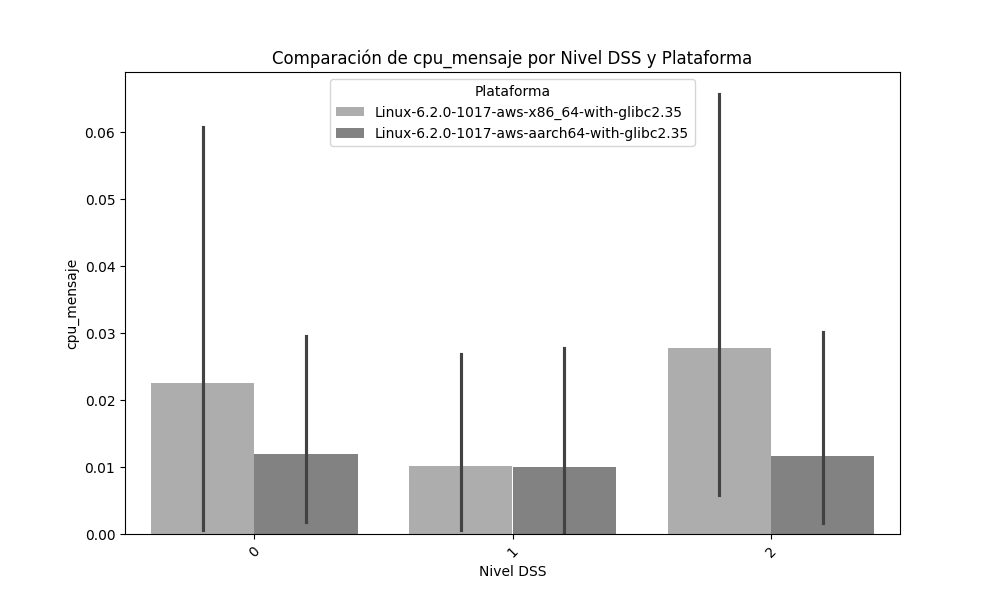 Comparación de cpu_mensaje por Nivel DSS y Plataforma
Plataforma
Linux-6.2.0-1017-aws-x86_64-with-glibc2.35
Linux-6.2.0-1017-aws-aarch64-with-glibc2.35
cpu_mensaje
0.06
0.05
0.04
0.03
0.02
0.01
0.00
0
1
2
Nivel DSS